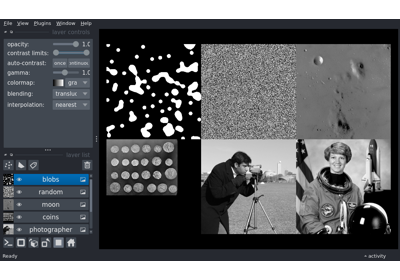 File View Plugins Window Help
layer controls
opacity: 1.0
contrast limits:
auto-contrast: once
gamma: 1.0
colormap: gra
blending: transluc
interpolation: nearest
layer list
blobs
random
moon
coins
photographer
Ready activity